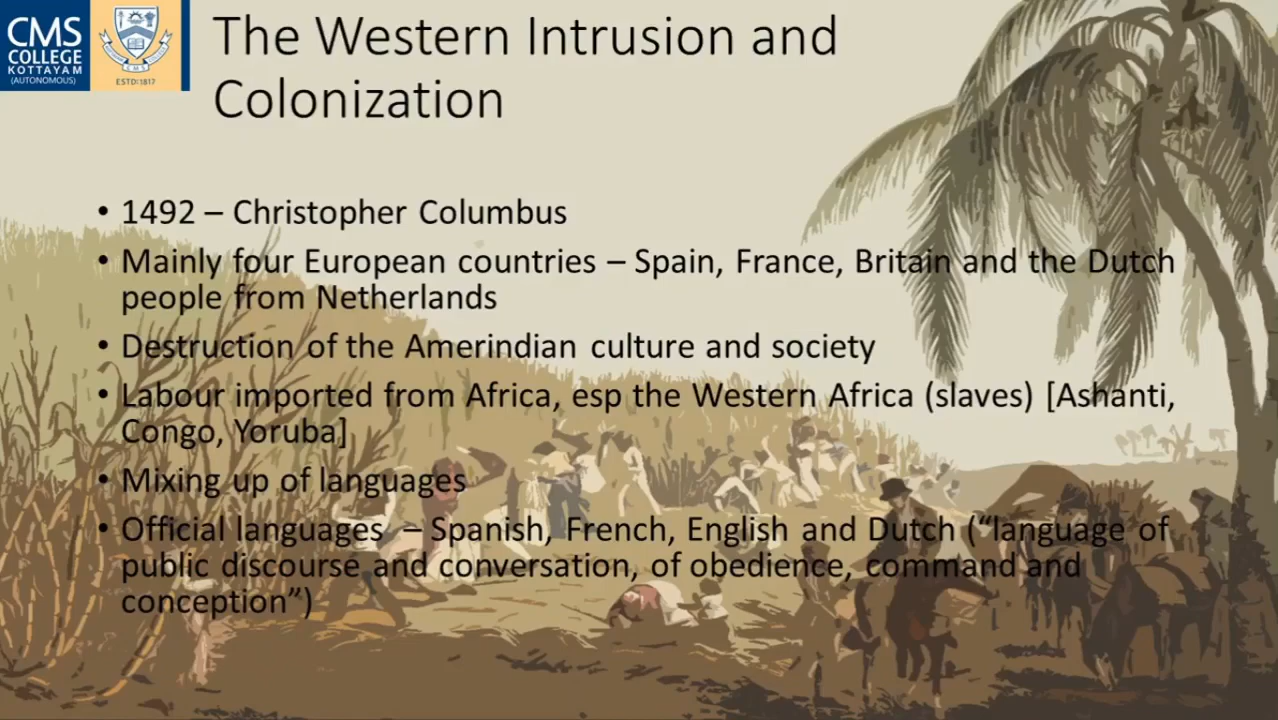 CMS
COLLEGE
KOTTAYAM
(AUTONOMOUS)
ESTD:1817
The Western Intrusion and
Colonization
• 1492 – Christopher Columbus
• Mainly four European countries – Spain, France, Britain and the Dutch
people from Netherlands
• Destruction of the Amerindian culture and society
• Labour imported from Africa, esp the Western Africa (slaves) [Ashanti,
Congo, Yoruba]
• Mixing up of languages
• Official languages – Spanish, French, English and Dutch (“language of
public discourse and conversation, of obedience, command and
conception”)